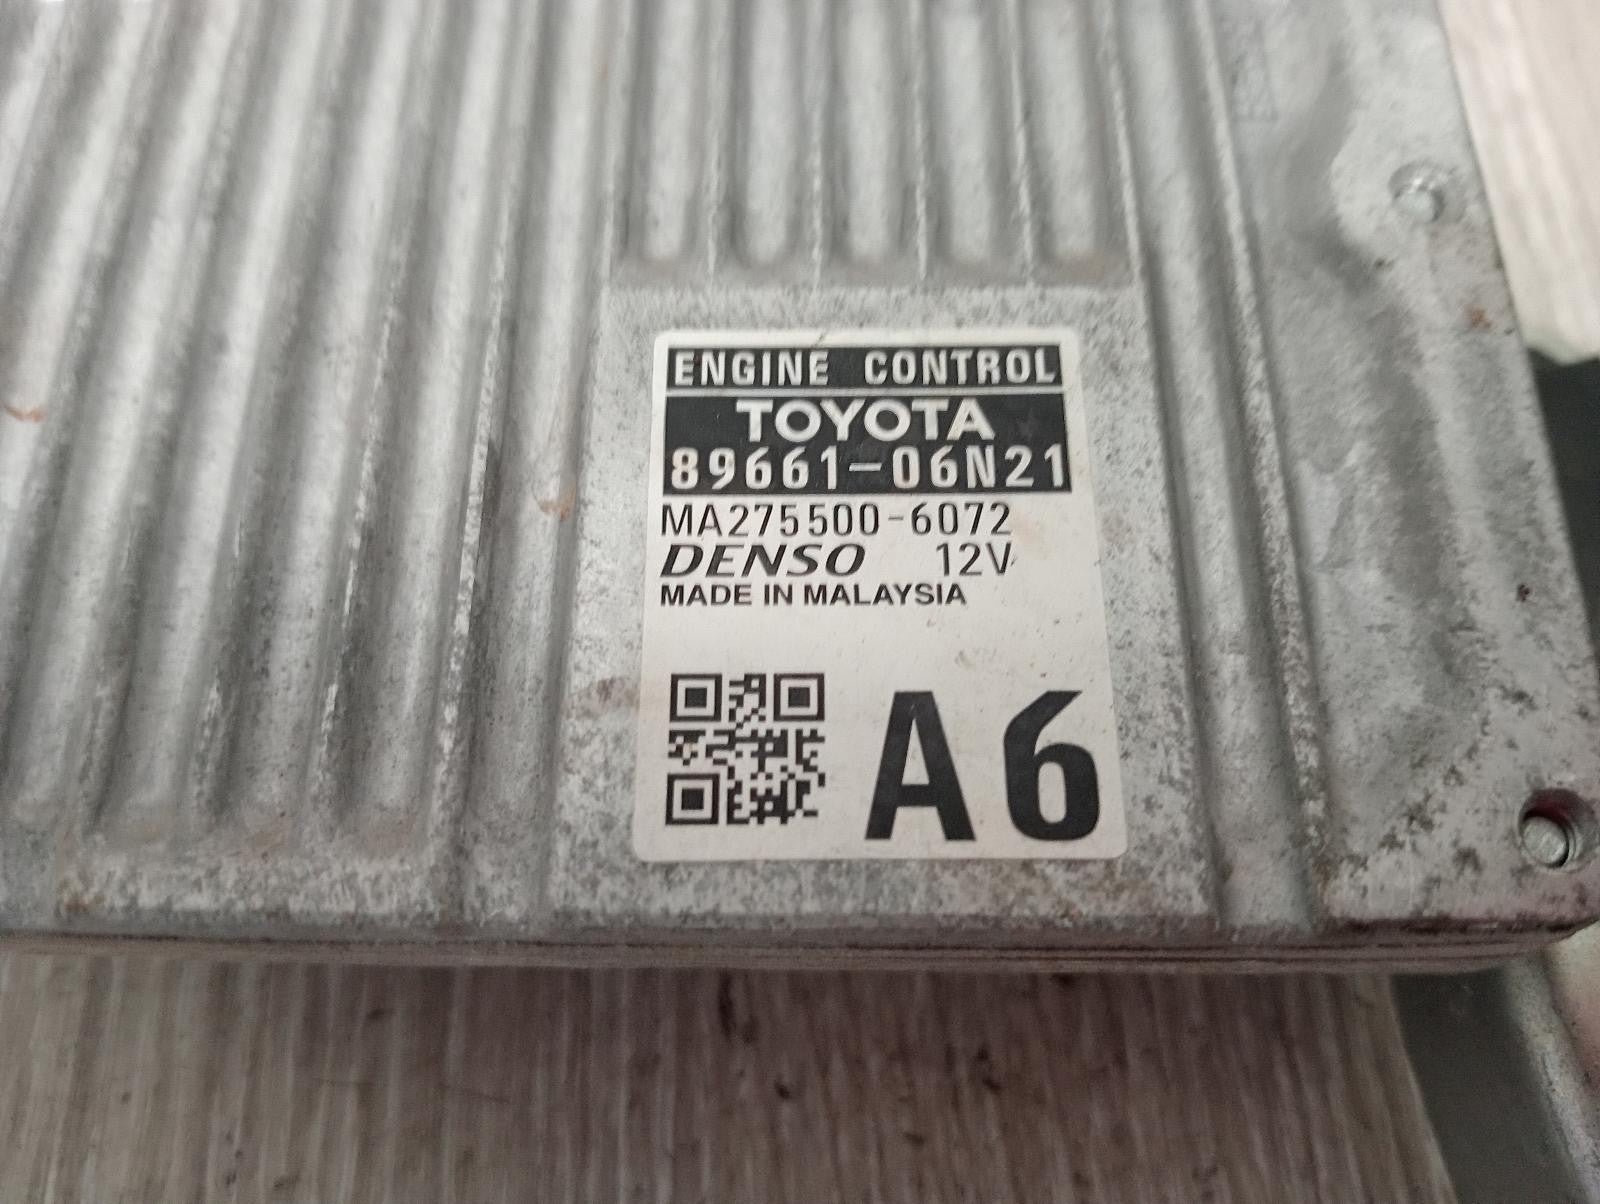 ENGINE CONTROL
TOYOTA
89661-06N21
MA275500-6072
DENSO 12V
MADE IN MALAYSIA
A6